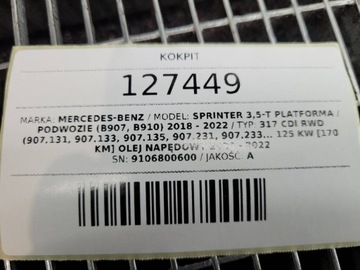 KOKPIT
127449
MARKA: MERCEDES-BENZ / MODEL: SPRINTER 3,5-T PLATFORMA /
PODWOZIE (B907, B910) 2018 - 2022 / TYP: 317 CDI RWD
(907.131, 907.133, 907.135, 907.231, 907.233... 125 KW [170
KM] OLEJ NAPĘDOWY - 2022
SN: 9106800600 / JAKOŚĆ: A